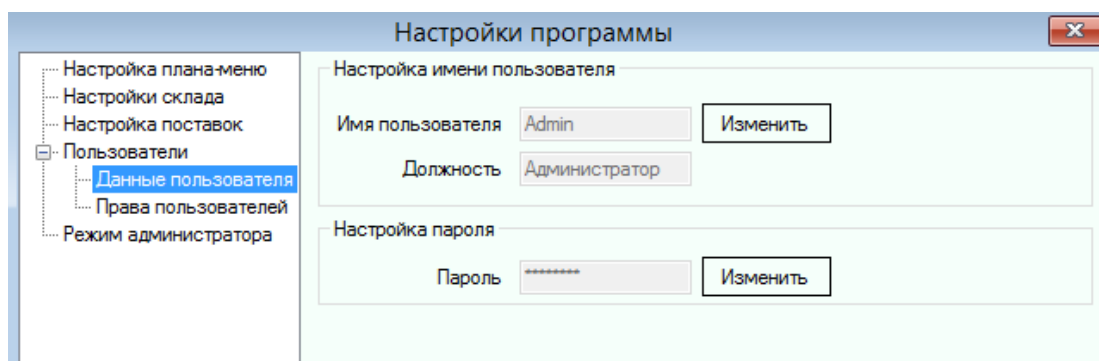 Настройки программы
Настройка плана-меню
Настройки склада
Настройка поставок
Пользователи
Данные пользователя
Права пользователей
Режим администратора
Настройка имени пользователя
Имя пользователя Admin Изменить
Должность Администратор
Настройка пароля
Пароль ******** Изменить